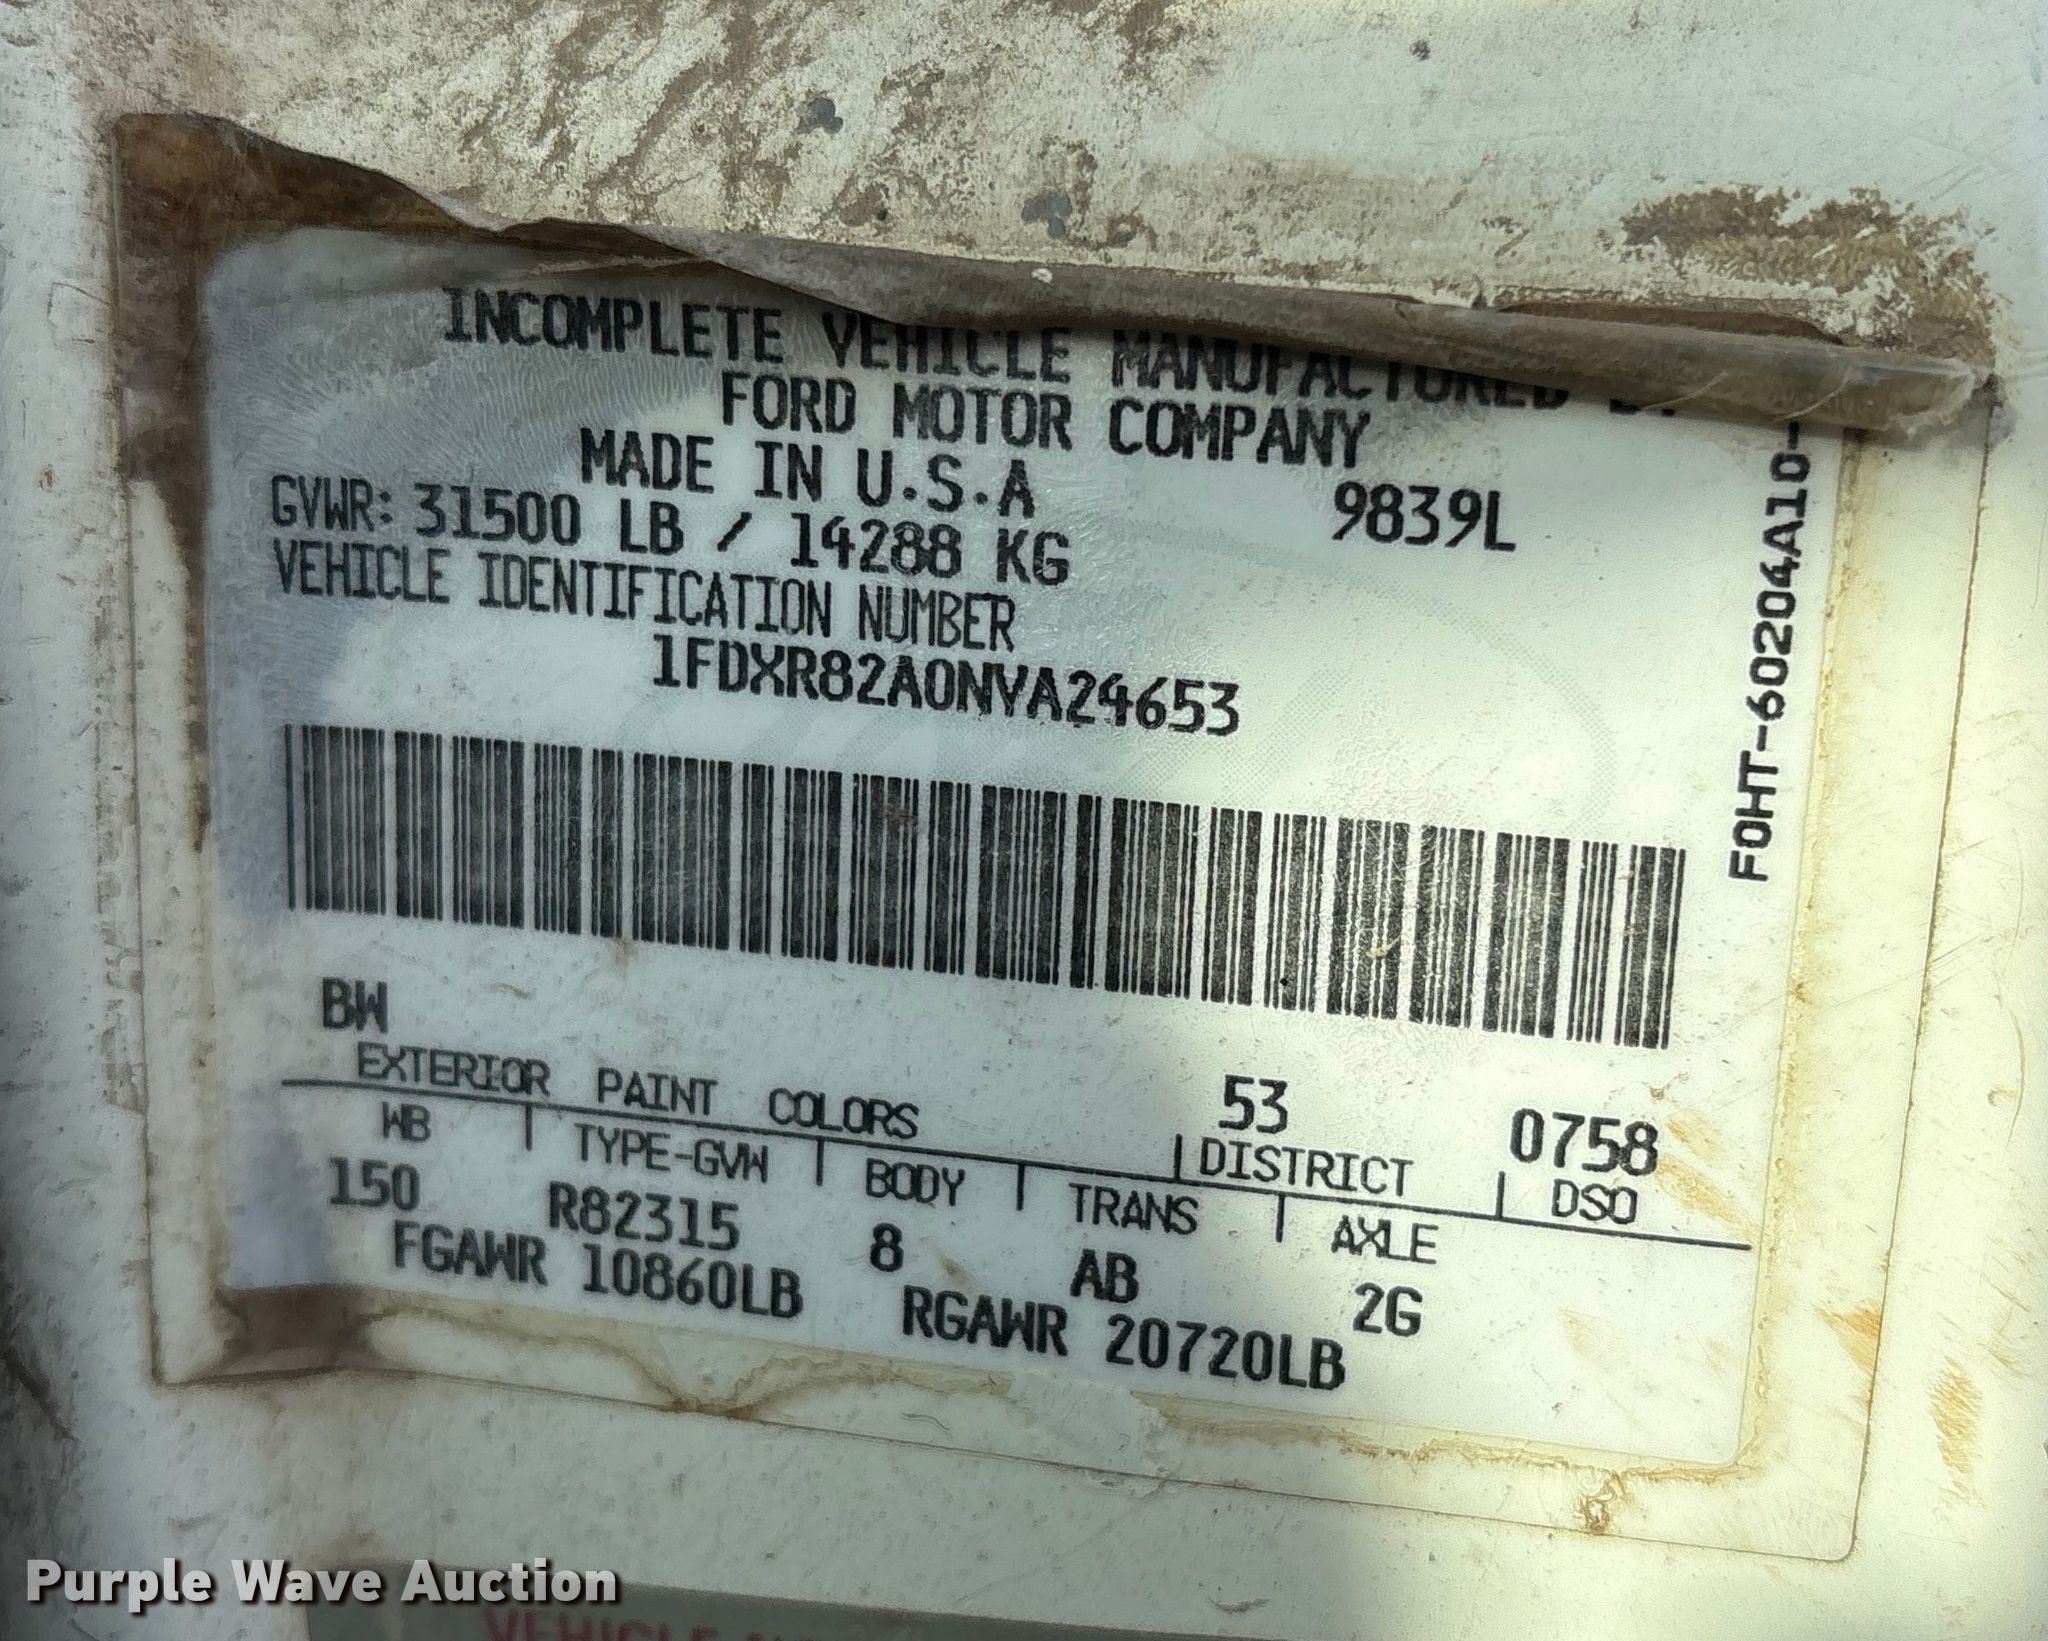 INCOMPLETE VEHICLE MANUFACTURED
FORD MOTOR COMPANY
MADE IN U.S.A
9839L
GVWR: 31500 LB / 14288 KG
VEHICLE IDENTIFICATION NUMBER
1FDXR82A0NVA24653
F0HT-60204A10-
BW
EXTERIOR PAINT COLORS
53
DISTRICT
0758
DSO
WB TYPE-GVW BODY TRANS AXLE
150 R82315 8 AB 2G
FGAWR 10860LB RGAWR 20720LB
Purple Wave Auction
VEHICLE